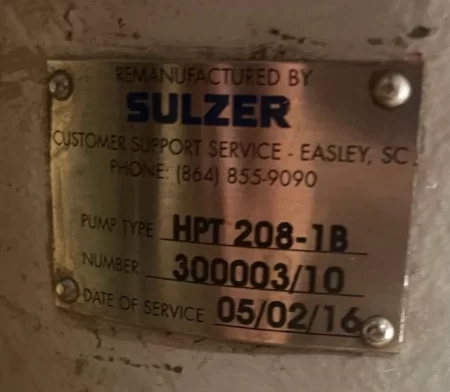 REMANUFACTURED BY
SULZER
CUSTOMER SUPPORT SERVICE - EASLEY, SC.
PHONE: (864) 855-9090
PUMP TYPE HPT 208-1B
NUMBER 300003/10
DATE OF SERVICE 05/02/16